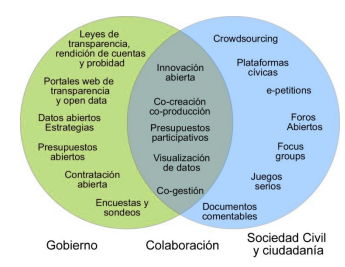 Leyes de
transparencia,
rendición de cuentas
y probidad
Portales web de
transparencia
y open data
Datos abiertos
Estrategias
Presupuestos
abiertos
Contratación
abierta
Encuestas y
sondeos
Innovación
abierta
Co-creación
co-producción
Presupuestos
participativos
Visualización
de datos
Co-gestión
Crowdsourcing
Plataformas
cívicas
e-petitions
Foros
Abiertos
Focus
groups
Juegos
serios
Documentos
comentables
Gobierno
Colaboración
Sociedad Civil
y ciudadanía